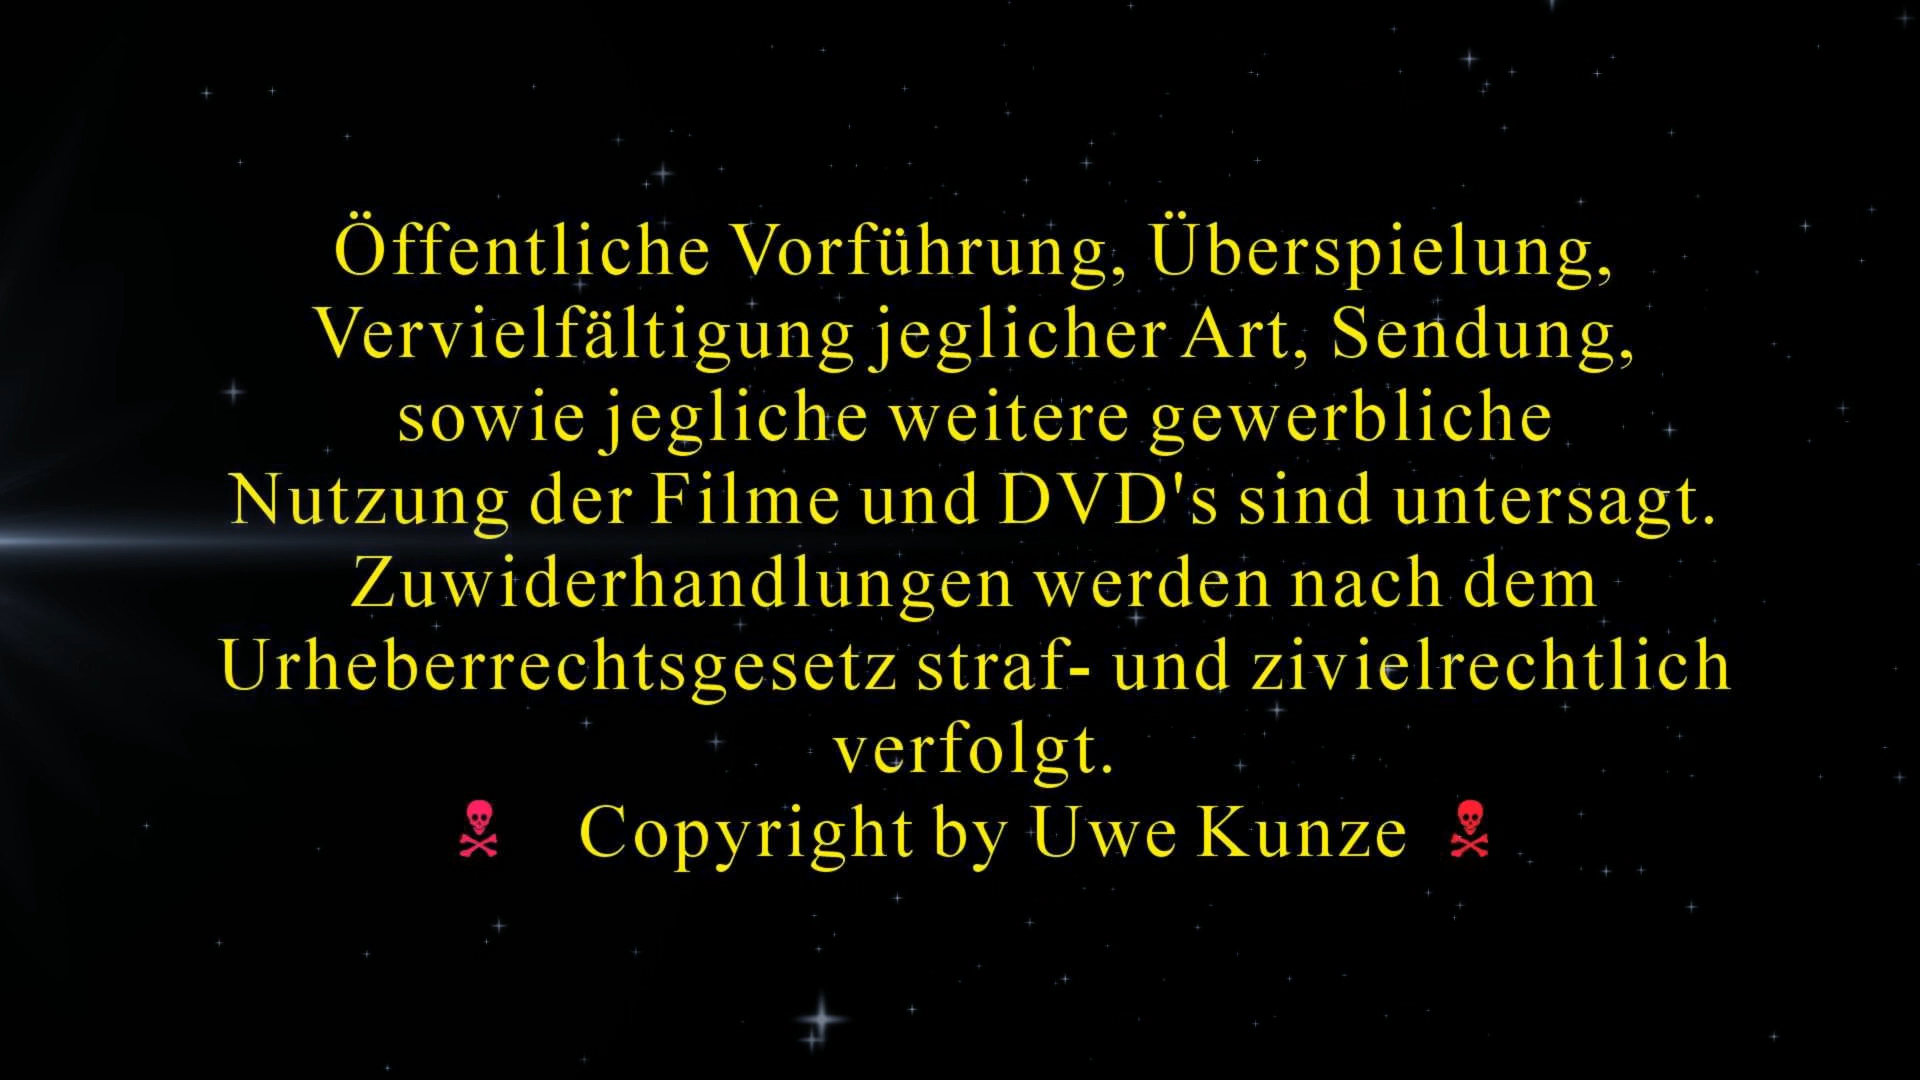 Öffentliche Vorführung, Überspielung,
Vervielfältigung jeglicher Art, Sendung,
sowie jegliche weitere gewerbliche
Nutzung der Filme und DVD's sind untersagt.
Zuwiderhandlungen werden nach dem
Urheberrechtsgesetz straf- und zivielrechtlich
verfolgt.
Copyright by Uwe Kunze